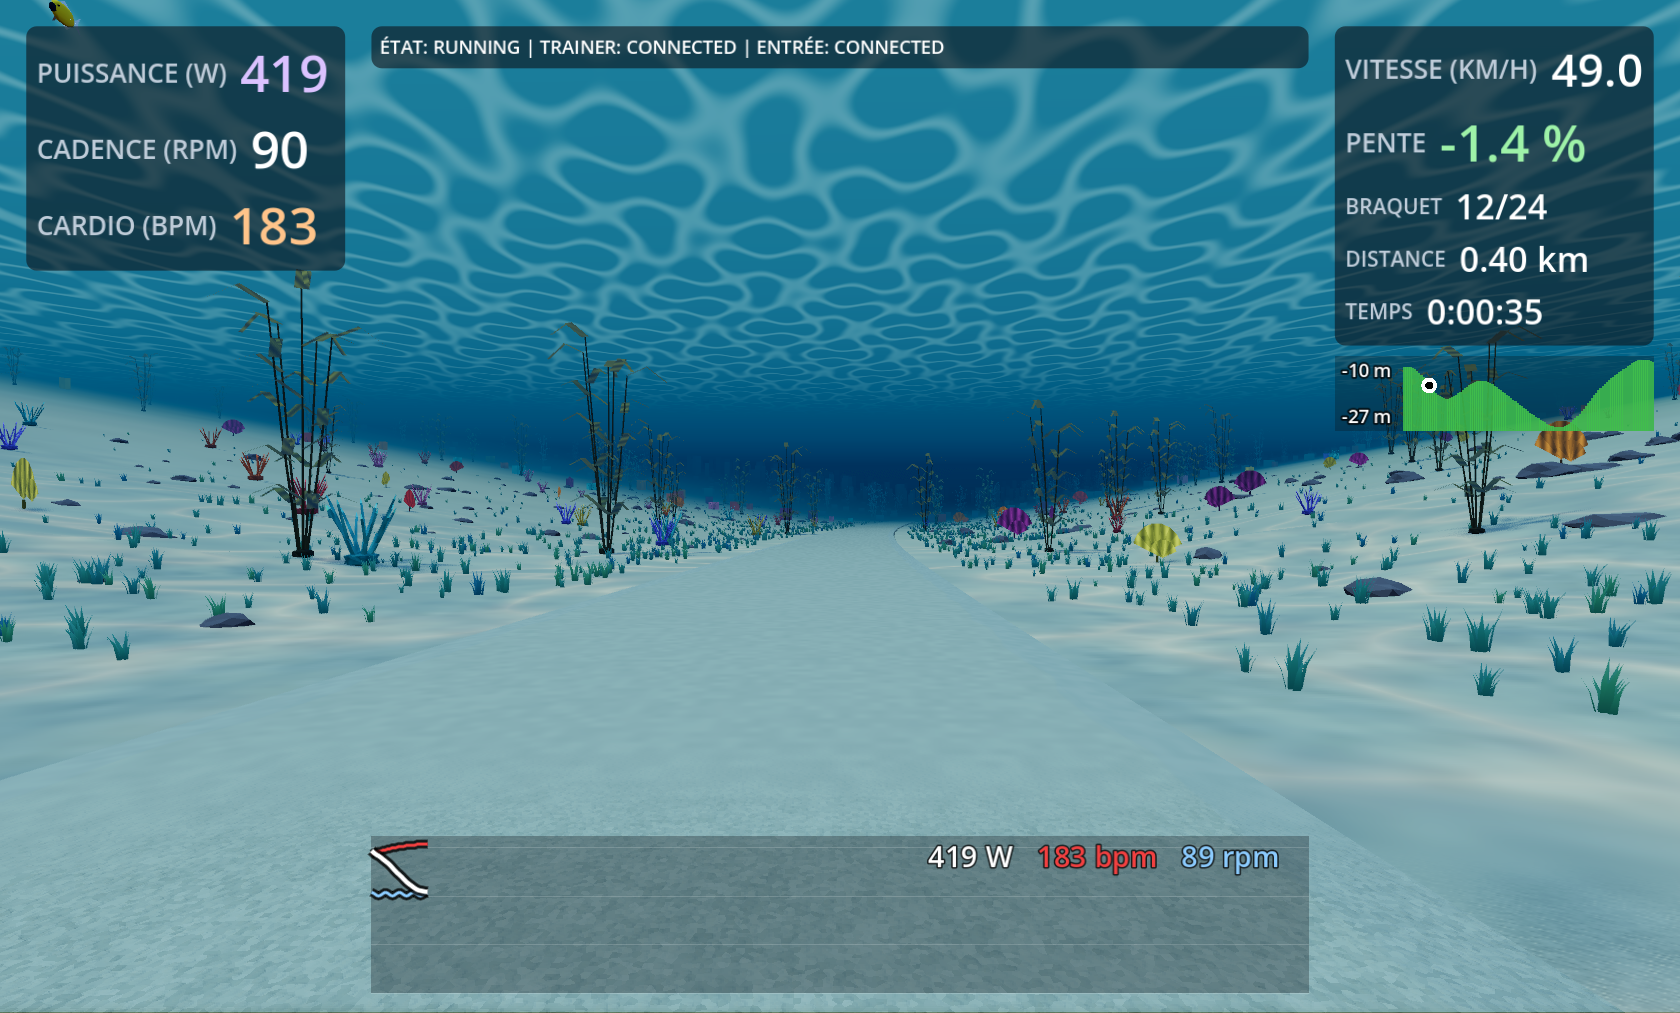 PUISSANCE (W) 419
CADENCE (RPM) 90
CARDIO (BPM) 183
ÉTAT: RUNNING | TRAINER: CONNECTED | ENTRÉE: CONNECTED
VITESSE (KM/H) 49.0
PENTE -1.4 %
BRAQUET 12/24
DISTANCE 0.40 km
TEMPS 0:00:35
-10 m
-27 m
419 W 183 bpm 89 rpm